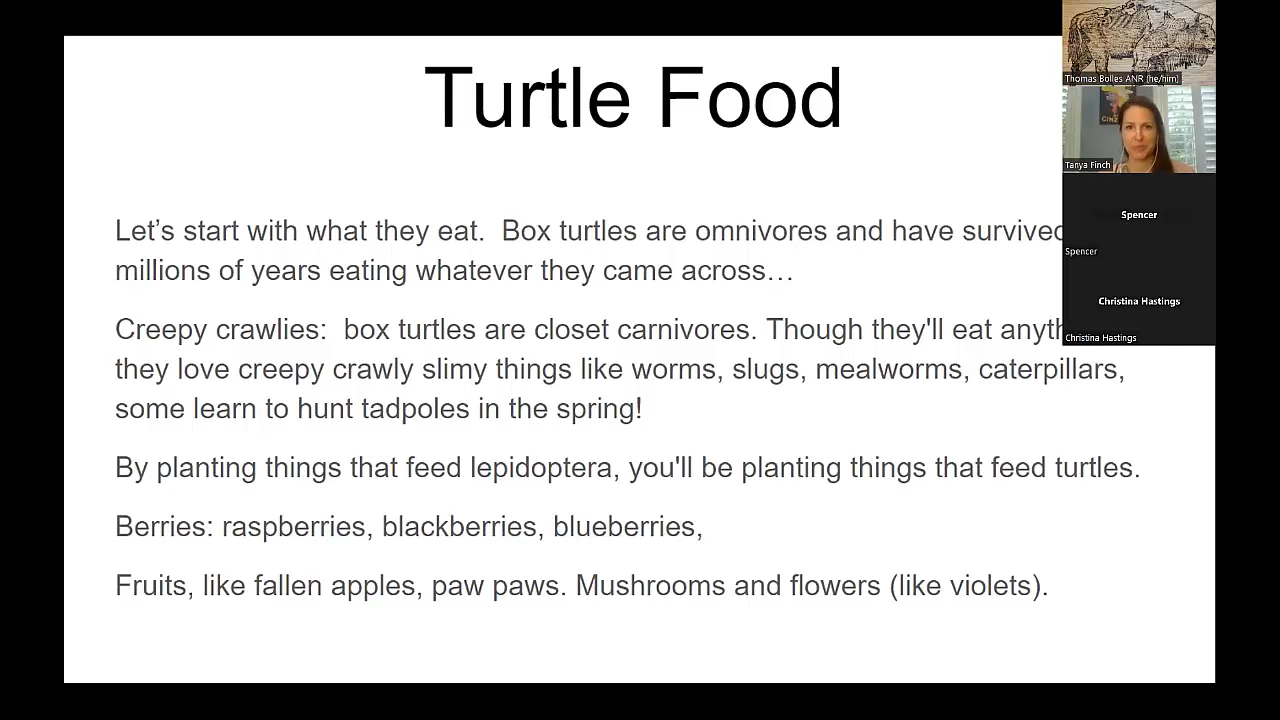 Turtle Food
Let’s start with what they eat.  Box turtles are omnivores and have survived
millions of years eating whatever they came across…
Creepy crawlies:  box turtles are closet carnivores. Though they'll eat anyth
they love creepy crawly slimy things like worms, slugs, mealworms, caterpillars,
some learn to hunt tadpoles in the spring!
By planting things that feed lepidoptera, you'll be planting things that feed turtles.
Berries: raspberries, blackberries, blueberries,
Fruits, like fallen apples, paw paws. Mushrooms and flowers (like violets).
Thomas Bolles ANR (he/him)
Tanya Finch
Spencer
Spencer
Christina Hastings
Christina Hastings